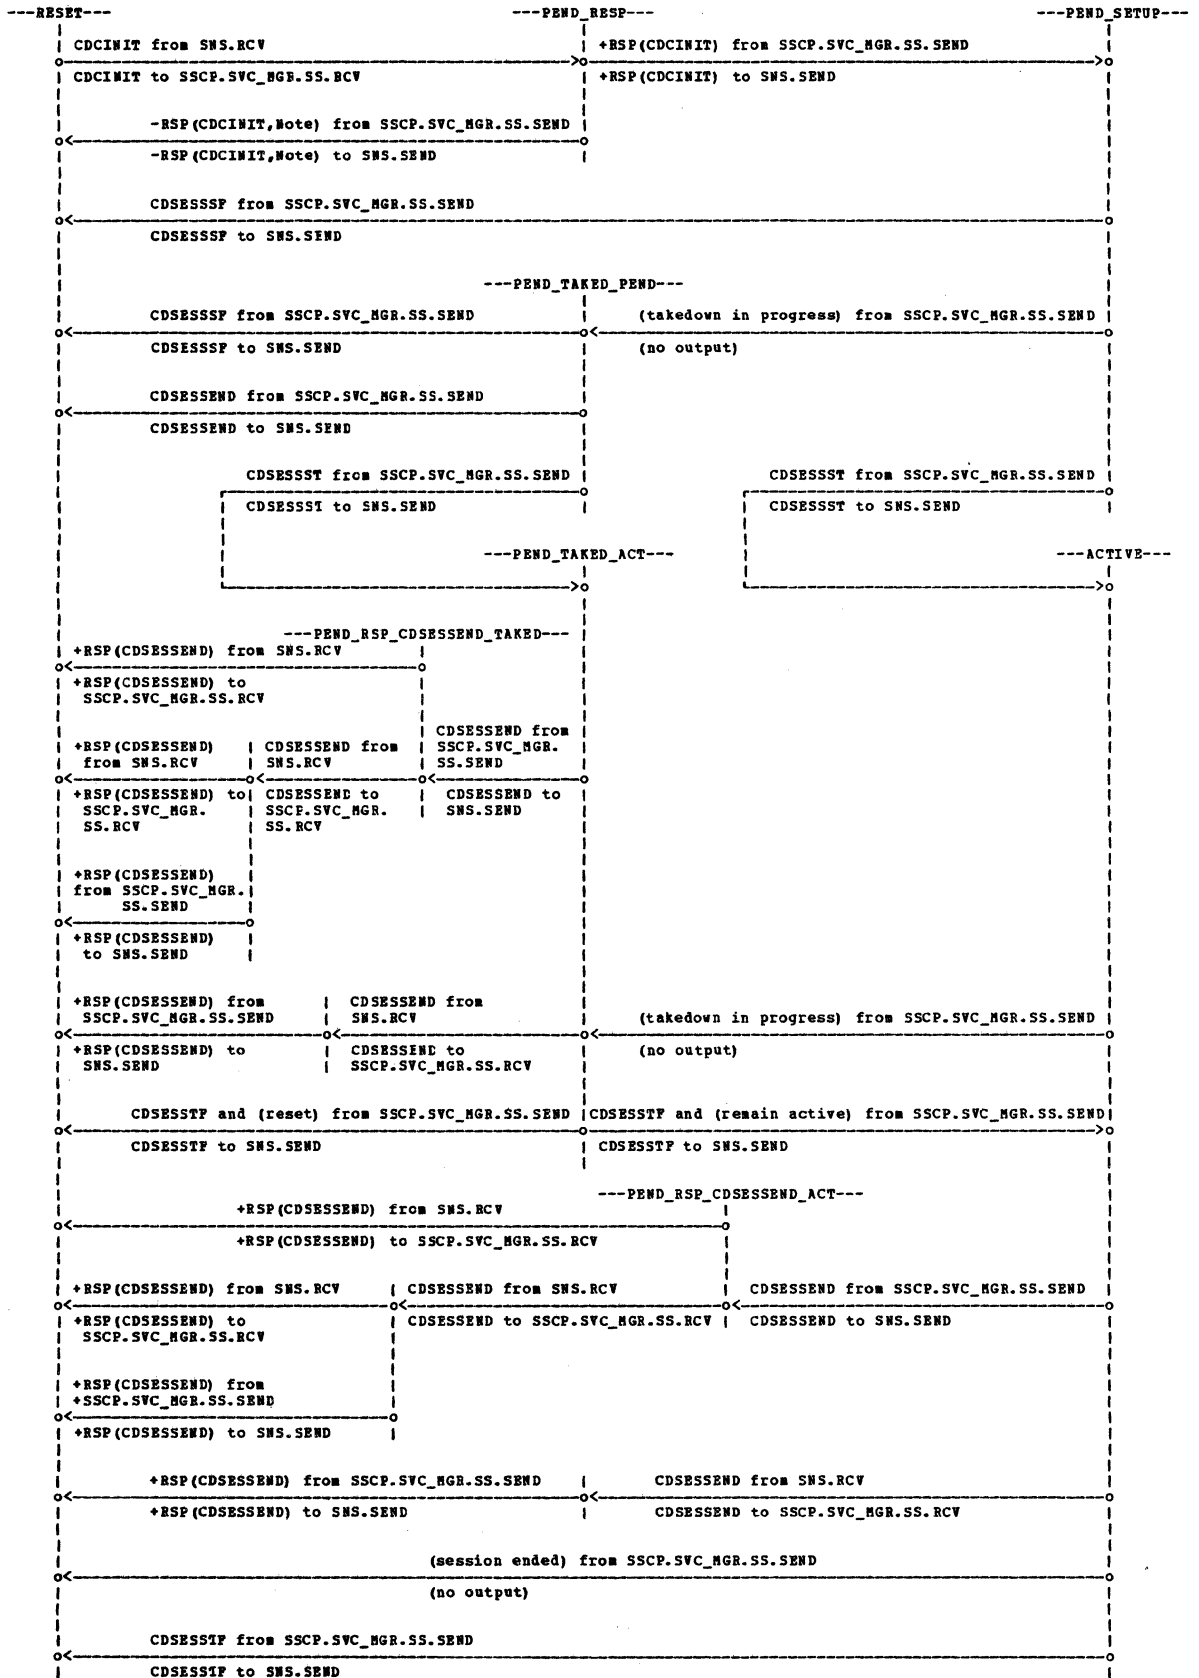 ---RESET--- ---PEND_RESP--- ---PEND_SETUP---
CDCINIT from SNS.RCV +RSP(CDCINIT) from SSCP.SVC_MGR.SS.SEND
CDCINIT to SSCP.SVC_MGR.SS.RCV +RSP(CDCINIT) to SNS.SEND
-RSP(CDCINIT,Note) from SSCP.SVC_MGR.SS.SEND
-RSP(CDCINIT,Note) to SNS.SEND
CDSESSSF from SSCP.SVC_MGR.SS.SEND
CDSESSSF to SNS.SEND
---PEND_TAKED_PEND---
CDSESSSF from SSCP.SVC_MGR.SS.SEND (takedown in progress) from SSCP.SVC_MGR.SS.SEND
CDSESSSF to SNS.SEND (no output)
CDSESSEND from SSCP.SVC_MGR.SS.SEND
CDSESSEND to SNS.SEND
CDSESSST from SSCP.SVC_MGR.SS.SEND CDSESSST from SSCP.SVC_MGR.SS.SEND
CDSESSST to SNS.SEND CDSESSST to SNS.SEND
---PEND_TAKED_ACT--- ---ACTIVE---
---PEND_RSP_CDSESSEND_TAKED---
+RSP(CDSESSEND) from SNS.RCV
+RSP(CDSESSEND) to
SSCP.SVC_MGR.SS.RCV
CDSESSEND from
+RSP(CDSESSEND) CDSESSEND from SSCP.SVC_MGR.
from SNS.RCV SNS.RCV SS.SEND
+RSP(CDSESSEND) to CDSESSEND to CDSESSEND to
SSCP.SVC_MGR. SSCP.SVC_MGR. SNS.SEND
SS.RCV SS.RCV
+RSP(CDSESSEND)
from SSCP.SVC_MGR.
SS.SEND
+RSP(CDSESSEND)
to SNS.SEND
+RSP(CDSESSEND) from CDSESSEND from
SSCP.SVC_MGR.SS.SEND SNS.RCV (takedown in progress) from SSCP.SVC_MGR.SS.SEND
+RSP(CDSESSEND) to CDSESSEND to (no output)
SNS.SEND SSCP.SVC_MGR.SS.RCV
CDSESSTF and (reset) from SSCP.SVC_MGR.SS.SEND CDSESSTF and (remain active) from SSCP.SVC_MGR.SS.SEND
CDSESSTF to SNS.SEND CDSESSTF to SNS.SEND
---PEND_RSP_CDSESSEND_ACT---
+RSP(CDSESSEND) from SNS.RCV
+RSP(CDSESSEND) to SSCP.SVC_MGR.SS.RCV
+RSP(CDSESSEND) from SNS.RCV CDSESSEND from SNS.RCV CDSESSEND from SSCP.SVC_MGR.SS.SEND
+RSP(CDSESSEND) to CDSESSEND to SSCP.SVC_MGR.SS.RCV CDSESSEND to SNS.SEND
SSCP.SVC_MGR.SS.RCV
+RSP(CDSESSEND) from
+SSCP.SVC_MGR.SS.SEND
+RSP(CDSESSEND) to SNS.SEND
+RSP(CDSESSEND) from SSCP.SVC_MGR.SS.SEND CDSESSEND from SNS.RCV
+RSP(CDSESSEND) to SNS.SEND CDSESSEND to SSCP.SVC_MGR.SS.RCV
(session ended) from SSCP.SVC_MGR.SS.SEND
(no output)
CDSESSTF from SSCP.SVC_MGR.SS.SEND
CDSESSTF to SNS.SEND